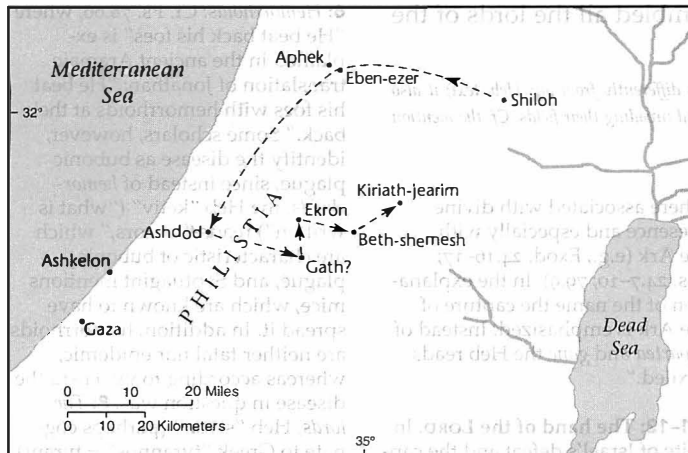 Mediterranean
Sea
Aphek
Eben-ezer
Shiloh
32°
PHILISTIA
Kiriath-jearim
Ekron
Ashdod
Beth-shemesh
Gath?
Ashkelon
Gaza
Dead
Sea
0 10 20 Miles
0 10 20 Kilometers
35°